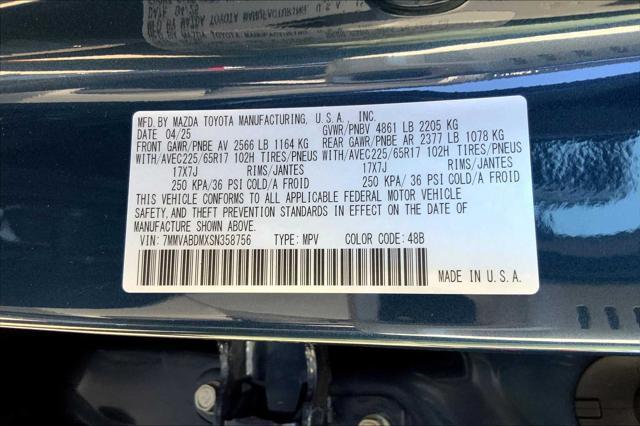 MFD.BY MAZDA TOYOTA MANUFACTURING, U.S.A., INC.
DATE 04/25 GVWR/PNBV 4861 LB 2205 KG
FRONT GAWR/PNBE AV 2566 LB 1164 KG REAR GAWR/PNBE AR 2377 LB 1078 KG
WITH/AVEC225/65R17 102H TIRES/PNEUS WITH/AVEC225/65R17 102H TIRES/PNEUS
17X7J RIMS/JANTES 17X7J RIMS/JANTES
250 KPA/36 PSI COLD/A FROID 250 KPA/ 36 PSI COLD/A FROID
THIS VEHICLE CONFORMS TO ALL APPLICABLE FEDERAL MOTOR VEHICLE
SAFETY,AND THEFT PREVENTION STANDARDS IN EFFECT ON THE DATE OF
MANUFACTURE SHOWN ABOVE.
VIN: 7MMVABDMXSN358756 TYPE: MPV COLOR CODE: 48B
MADE IN U.S.A.